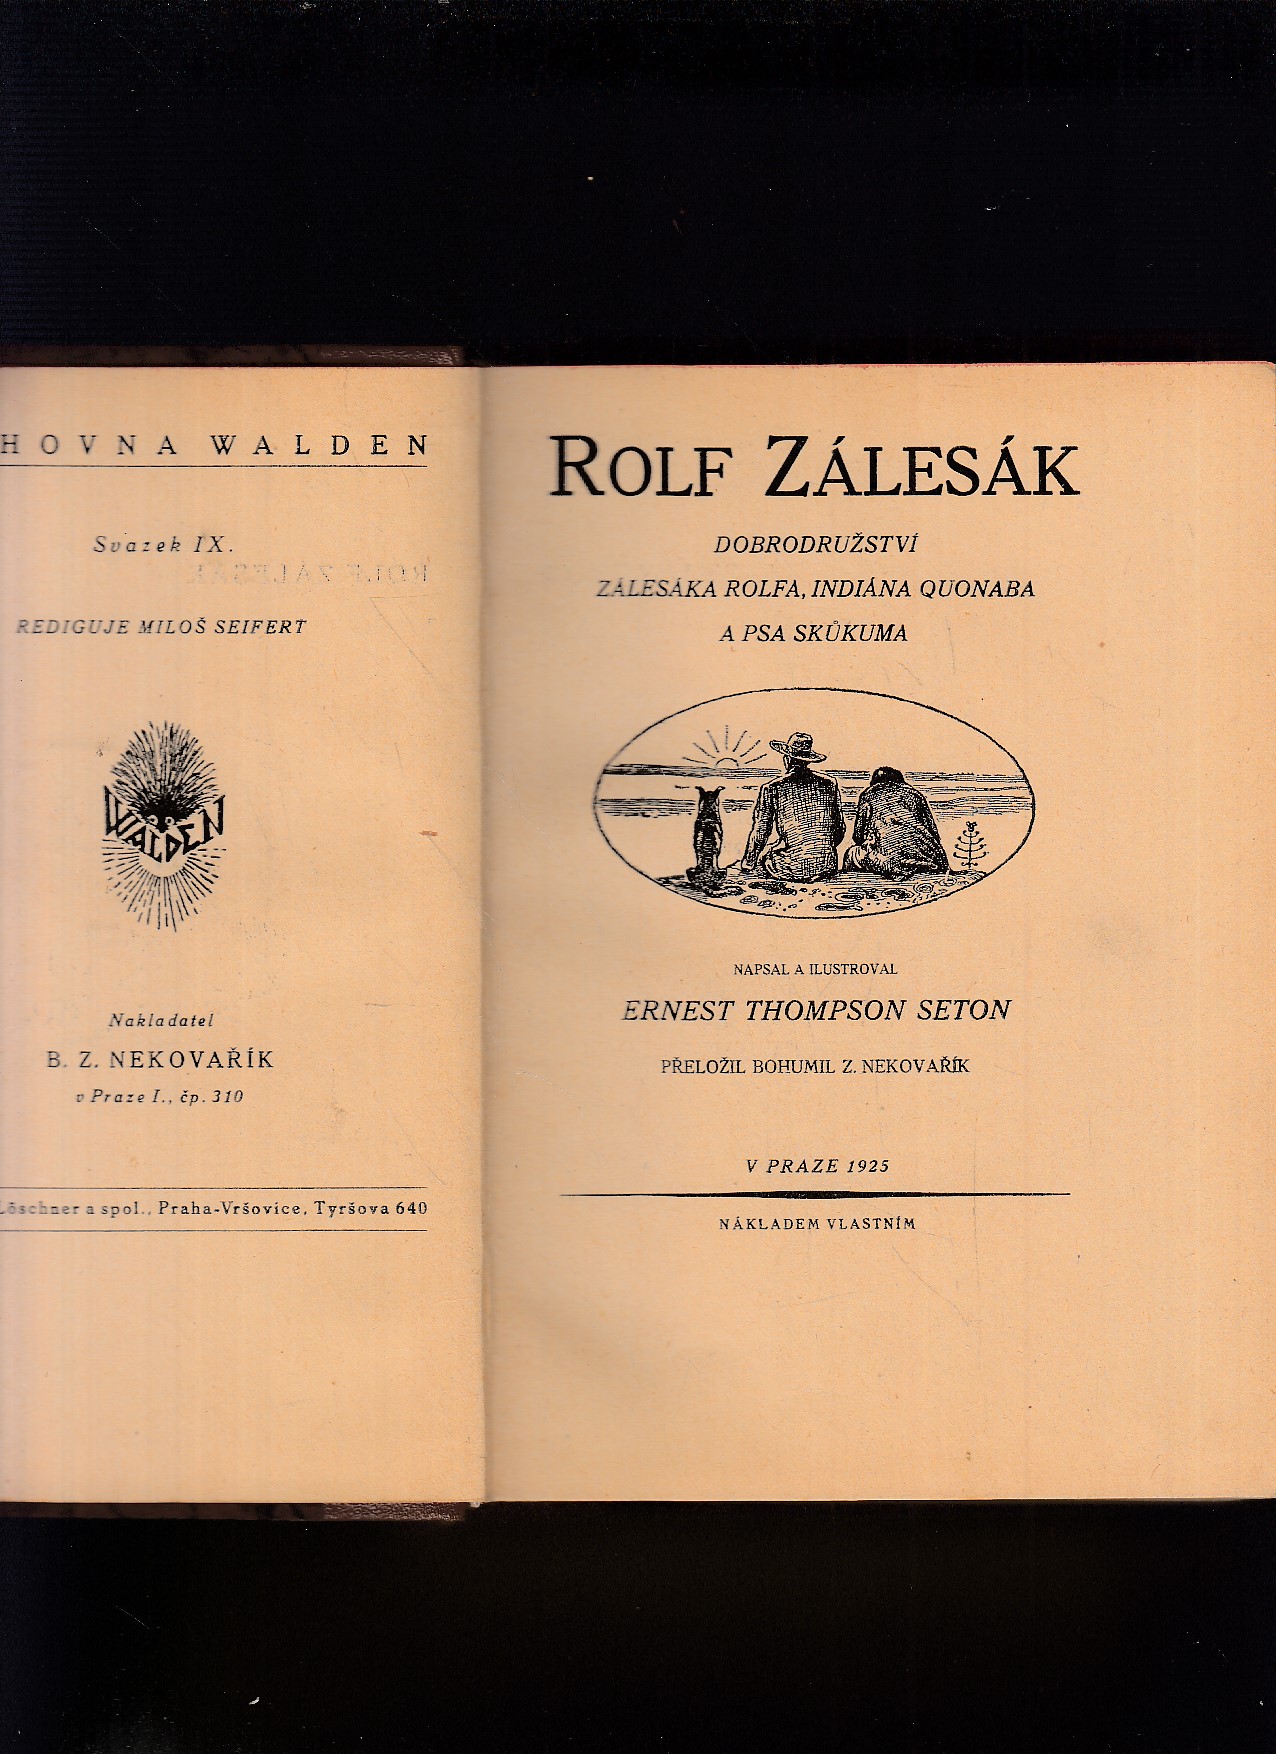 HOVNA WALDEN
Svazek IX.
REDIGUJE MILOŠ SEIFERT
WALDEN
Nakladatel
B. Z. NEKOVAŘÍK
v Praze I., čp. 310
Löschner a spol., Praha-Vršovice, Tyršova 640
ROLF ZÁLESÁK
DOBRODRUŽSTVÍ
ZÁLESÁKA ROLFA, INDIÁNA QUONABA
A PSA SKŮKUMA
NAPSAL A ILUSTROVAL
ERNEST THOMPSON SETON
PŘELOŽIL BOHUMIL Z. NEKOVAŘÍK
V PRAZE 1925
NÁKLADEM VLASTNÍM